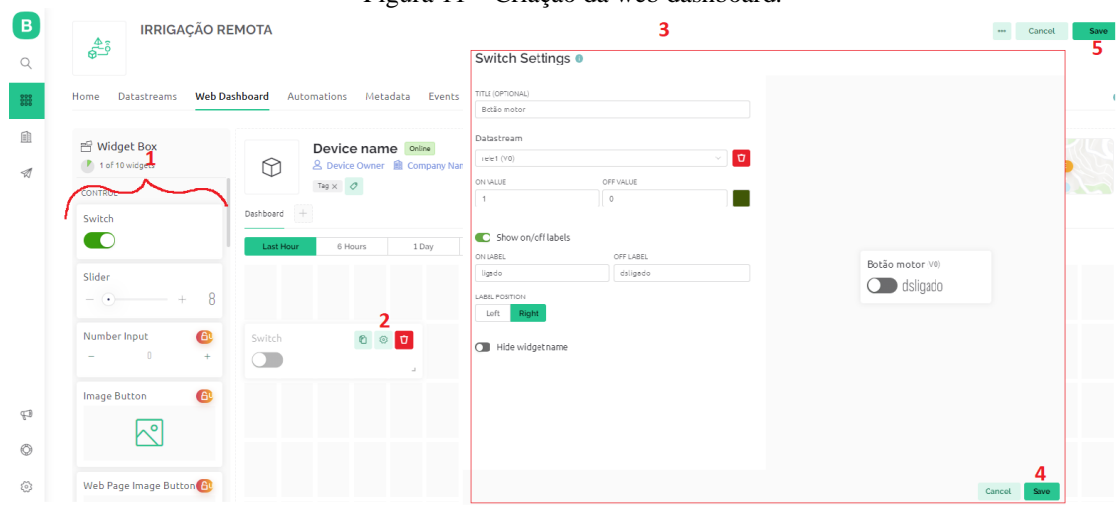 Figura 11 – Criação da web dashboard.
B
IRRIGAÇÃO REMOTA
3
Cancel
Save
5
Home Datastreams Web Dashboard Automations Metadata Events
Widget Box
1 of 10 widgets
1
CONTROL
Switch
Slider
– + 8
Number Input
– 0 +
Image Button
Web Page Image Button
Device name Online
Device Owner Company Nam
Tag ×
Dashboard +
Last Hour 6 Hours 1 Day
2
Switch
Switch Settings
TITLE (OPTIONAL)
Botão motor
Datastream
(V0)
ON VALUE OFF VALUE
1 0
Show on/off labels
ON LABEL OFF LABEL
ligado dsligado
LABEL POSITION
Left Right
Hide widget name
Botão motor V0)
dsligado
4
Cancel Save